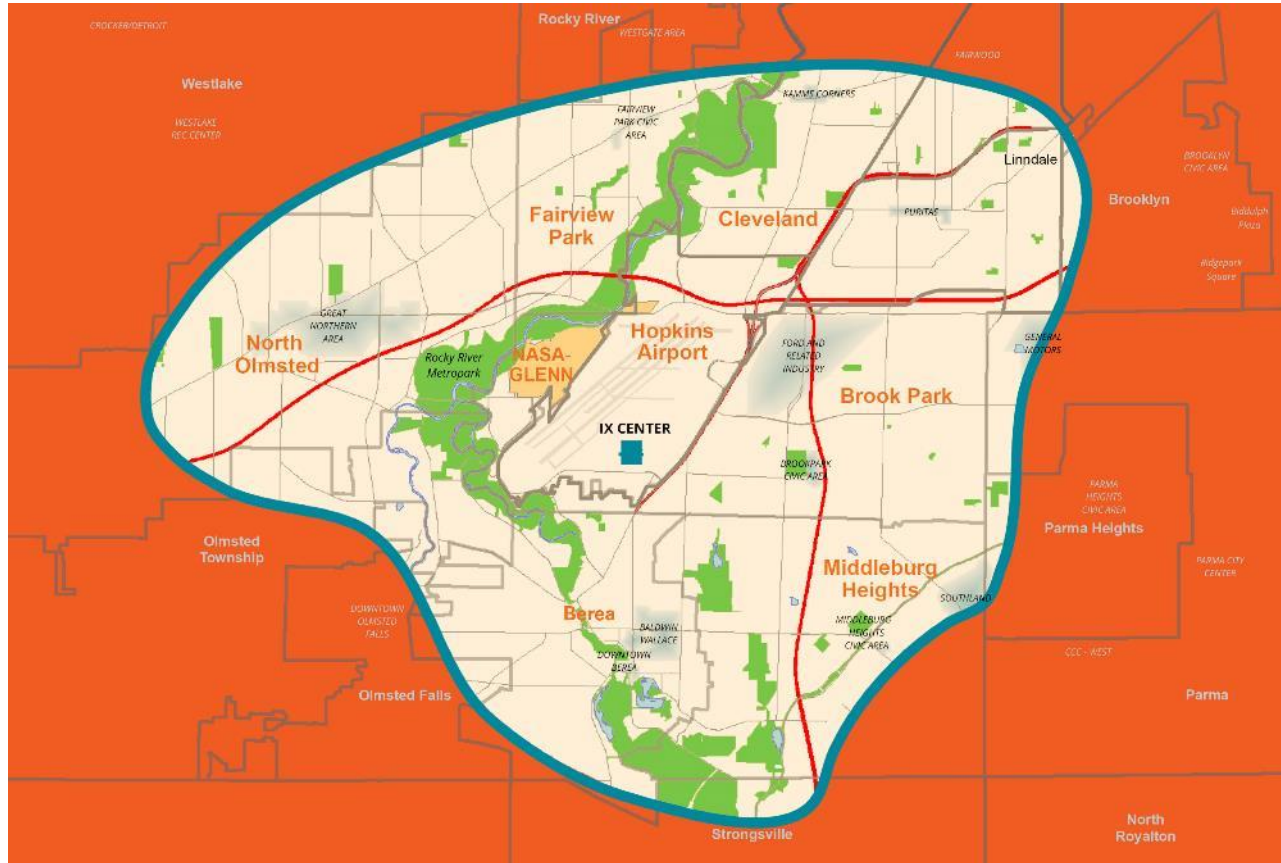 Rocky River
CROCKER/DETROIT
WESTGATE AREA
FAIRWOOD
Westlake
KAMMS CORNERS
FAIRVIEW
PARK CIVIC
AREA
WESTLAKE
REC CENTER
Linndale
BROOKLYN
CIVIC AREA
Brooklyn
Fairview
Park
Cleveland
PURITAS
Biddulph
Plaza
Ridgepark
Square
GREAT
NORTHERN
AREA
North
Olmsted
Rocky River
Metropark
NASA-
GLENN
Hopkins
Airport
FORD AND
RELATED
INDUSTRY
GENERAL
MOTORS
Brook Park
IX CENTER
BROOKPARK
CIVIC AREA
PARMA
HEIGHTS
CIVIC AREA
Parma Heights
Olmsted
Township
PARMA CITY
CENTER
Middleburg
Heights
SOUTHLAND
DOWNTOWN
OLMSTED
FALLS
Berea
BALDWIN
WALLACE
MIDDLEBURG
HEIGHTS
CIVIC AREA
DOWNTOWN
BEREA
CCC - WEST
Olmsted Falls
Parma
Strongsville
North
Royalton